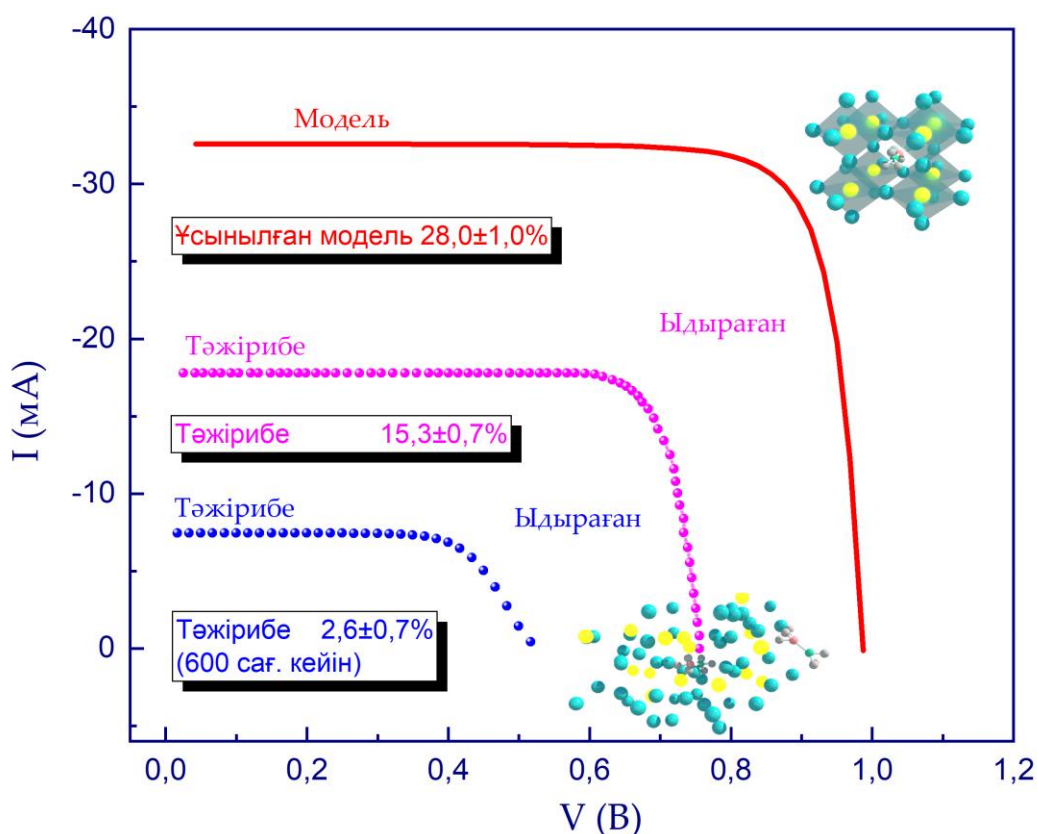 -40
Модель
-30
Ұсынылған модель 28,0±1,0%
Ыдыраған
-20
Тәжірибе
I (мА)
Тәжірибе 15,3±0,7%
-10
Тәжірибе
Ыдыраған
Тәжірибе 2,6±0,7%
(600 сағ. кейін)
0
0,0 0,2 0,4 0,6 0,8 1,0 1,2
V (В)